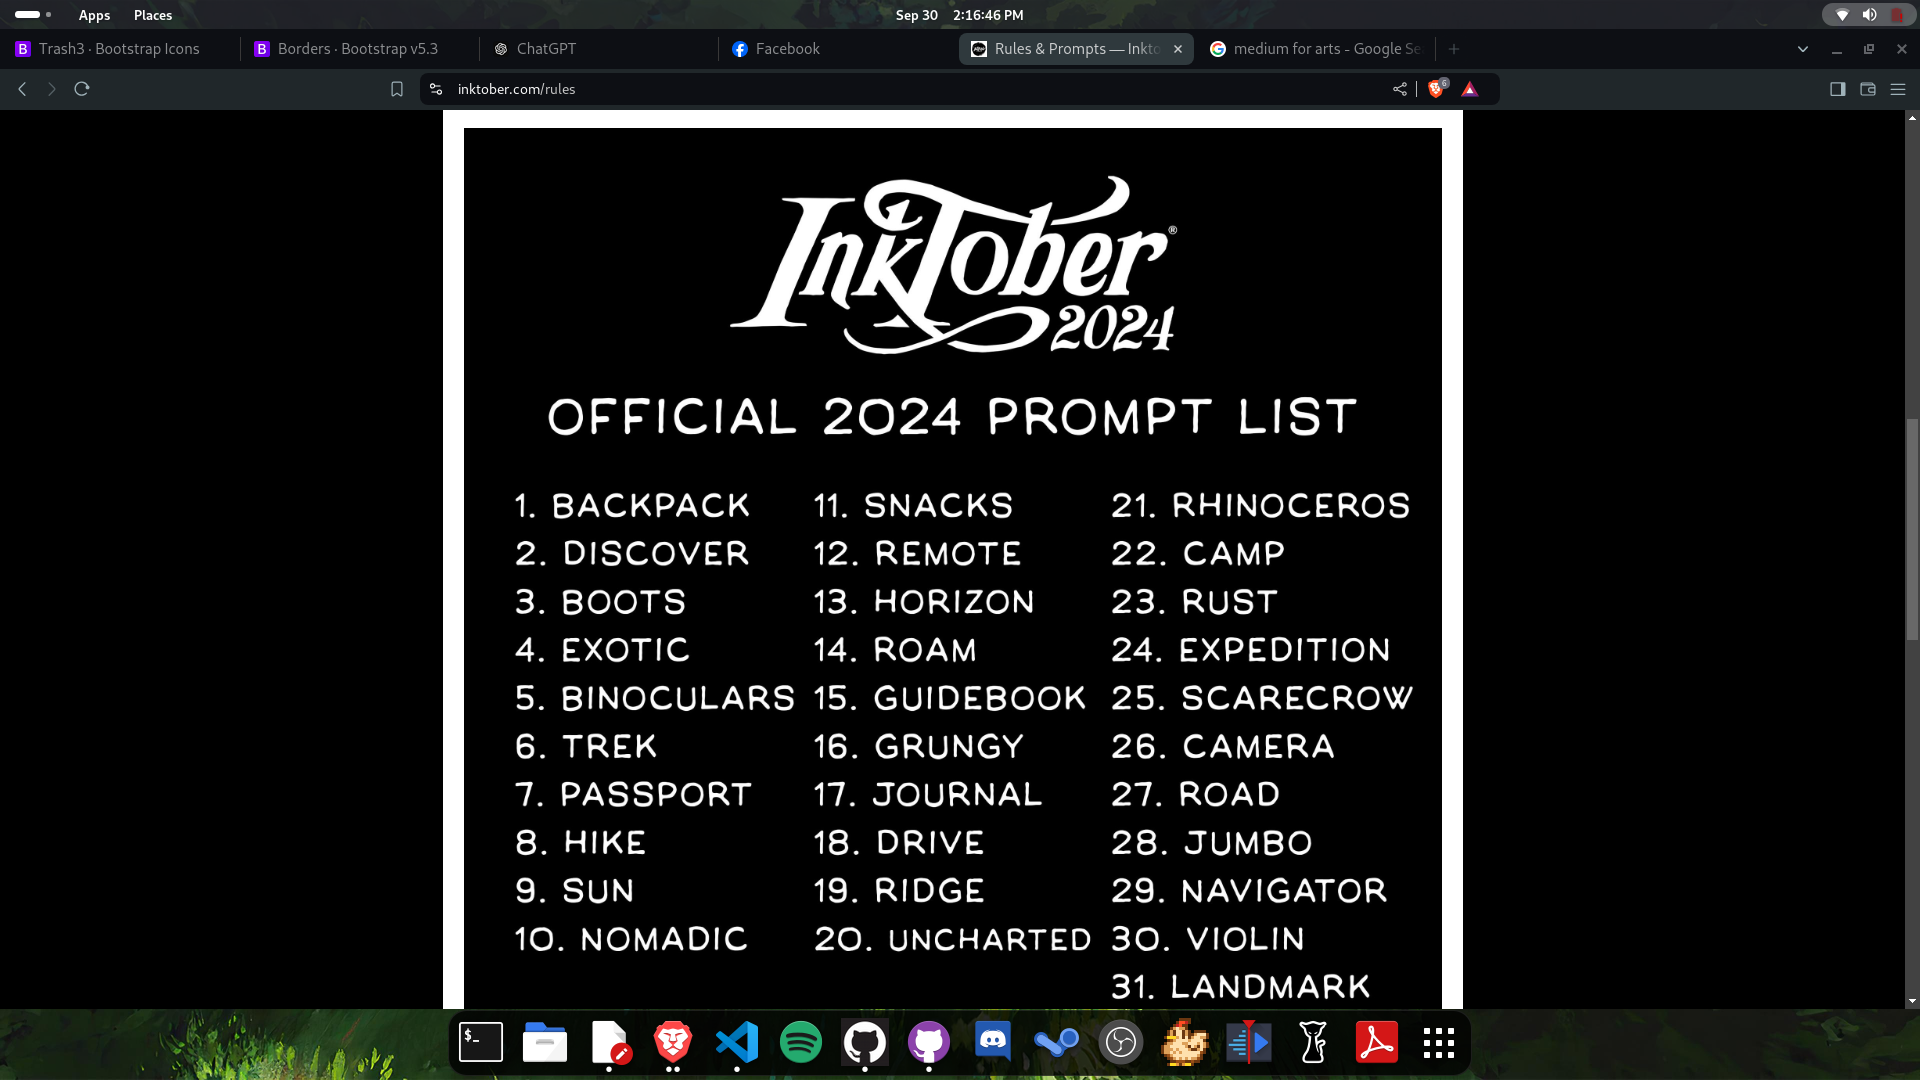 Apps Places Sep 30 2:16:46 PM
Trash3 · Bootstrap Icons Borders · Bootstrap v5.3 ChatGPT Facebook Rules & Prompts — Inkto medium for arts - Google Se
inktober.com/rules 6
InkTober®
2024
OFFICIAL 2024 PROMPT LIST
1. BACKPACK
2. DISCOVER
3. BOOTS
4. EXOTIC
5. BINOCULARS
6. TREK
7. PASSPORT
8. HIKE
9. SUN
10. NOMADIC
11. SNACKS
12. REMOTE
13. HORIZON
14. ROAM
15. GUIDEBOOK
16. GRUNGY
17. JOURNAL
18. DRIVE
19. RIDGE
20. UNCHARTED
21. RHINOCEROS
22. CAMP
23. RUST
24. EXPEDITION
25. SCARECROW
26. CAMERA
27. ROAD
28. JUMBO
29. NAVIGATOR
30. VIOLIN
31. LANDMARK
$_